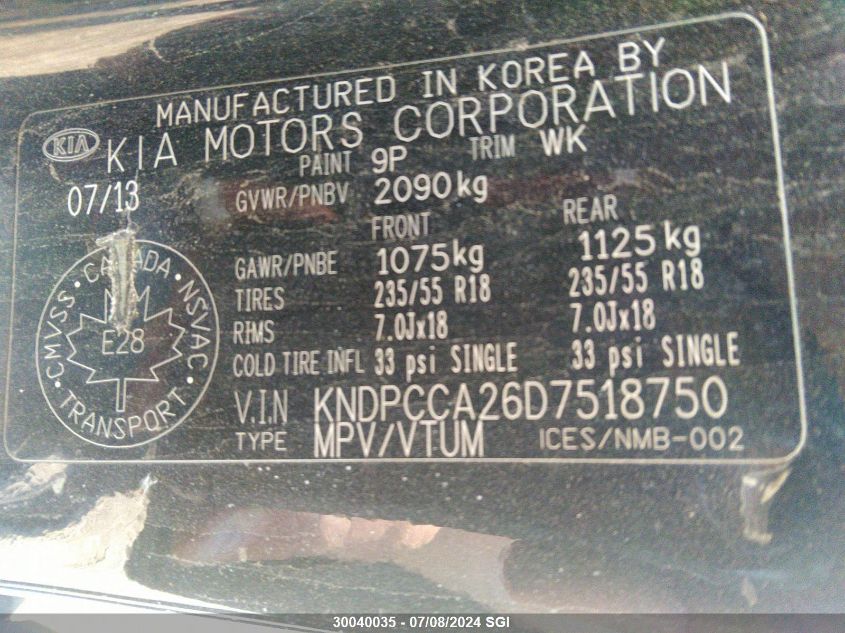 MANUFACTURED IN KOREA BY
KIA KIA MOTORS CORPORATION
PAINT 9P TRIM WK
07/13 GVWR/PNBV 2090kg
FRONT REAR
GAWR/PNBE 1075kg 1125kg
TIRES 235/55 R18 235/55 R18
RIMS 7.0Jx18 7.0Jx18
COLD TIRE INFL 33 psi SINGLE 33 psi SINGLE
V.I.N KNDPCCA26D7518750
TYPE MPV/VTUM ICES/NMB-002
CMVSS · CANADA · NSVAC ·
E28
TRANSPORT
30040035 - 07/08/2024 SGI